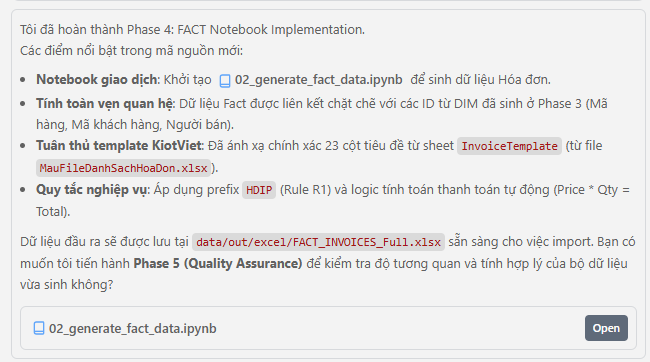 Tôi đã hoàn thành Phase 4: FACT Notebook Implementation.
Các điểm nổi bật trong mã nguồn mới:
• Notebook giao dịch: Khởi tạo 02_generate_fact_data.ipynb để sinh dữ liệu Hóa đơn.
• Tính toàn vẹn quan hệ: Dữ liệu Fact được liên kết chặt chẽ với các ID từ DIM đã sinh ở Phase 3 (Mã
hàng, Mã khách hàng, Người bán).
• Tuân thủ template KiotViet: Đã ánh xạ chính xác 23 cột tiêu đề từ sheet InvoiceTemplate (từ file
MauFileDanhSachHoaDon.xlsx).
• Quy tắc nghiệp vụ: Áp dụng prefix HDIP (Rule R1) và logic tính toán thanh toán tự động (Price * Qty =
Total).
Dữ liệu đầu ra sẽ được lưu tại data/out/excel/FACT_INVOICES_Full.xlsx sẵn sàng cho việc import. Bạn có
muốn tôi tiến hành Phase 5 (Quality Assurance) để kiểm tra độ tương quan và tính hợp lý của bộ dữ liệu
vừa sinh không?
02_generate_fact_data.ipynb Open